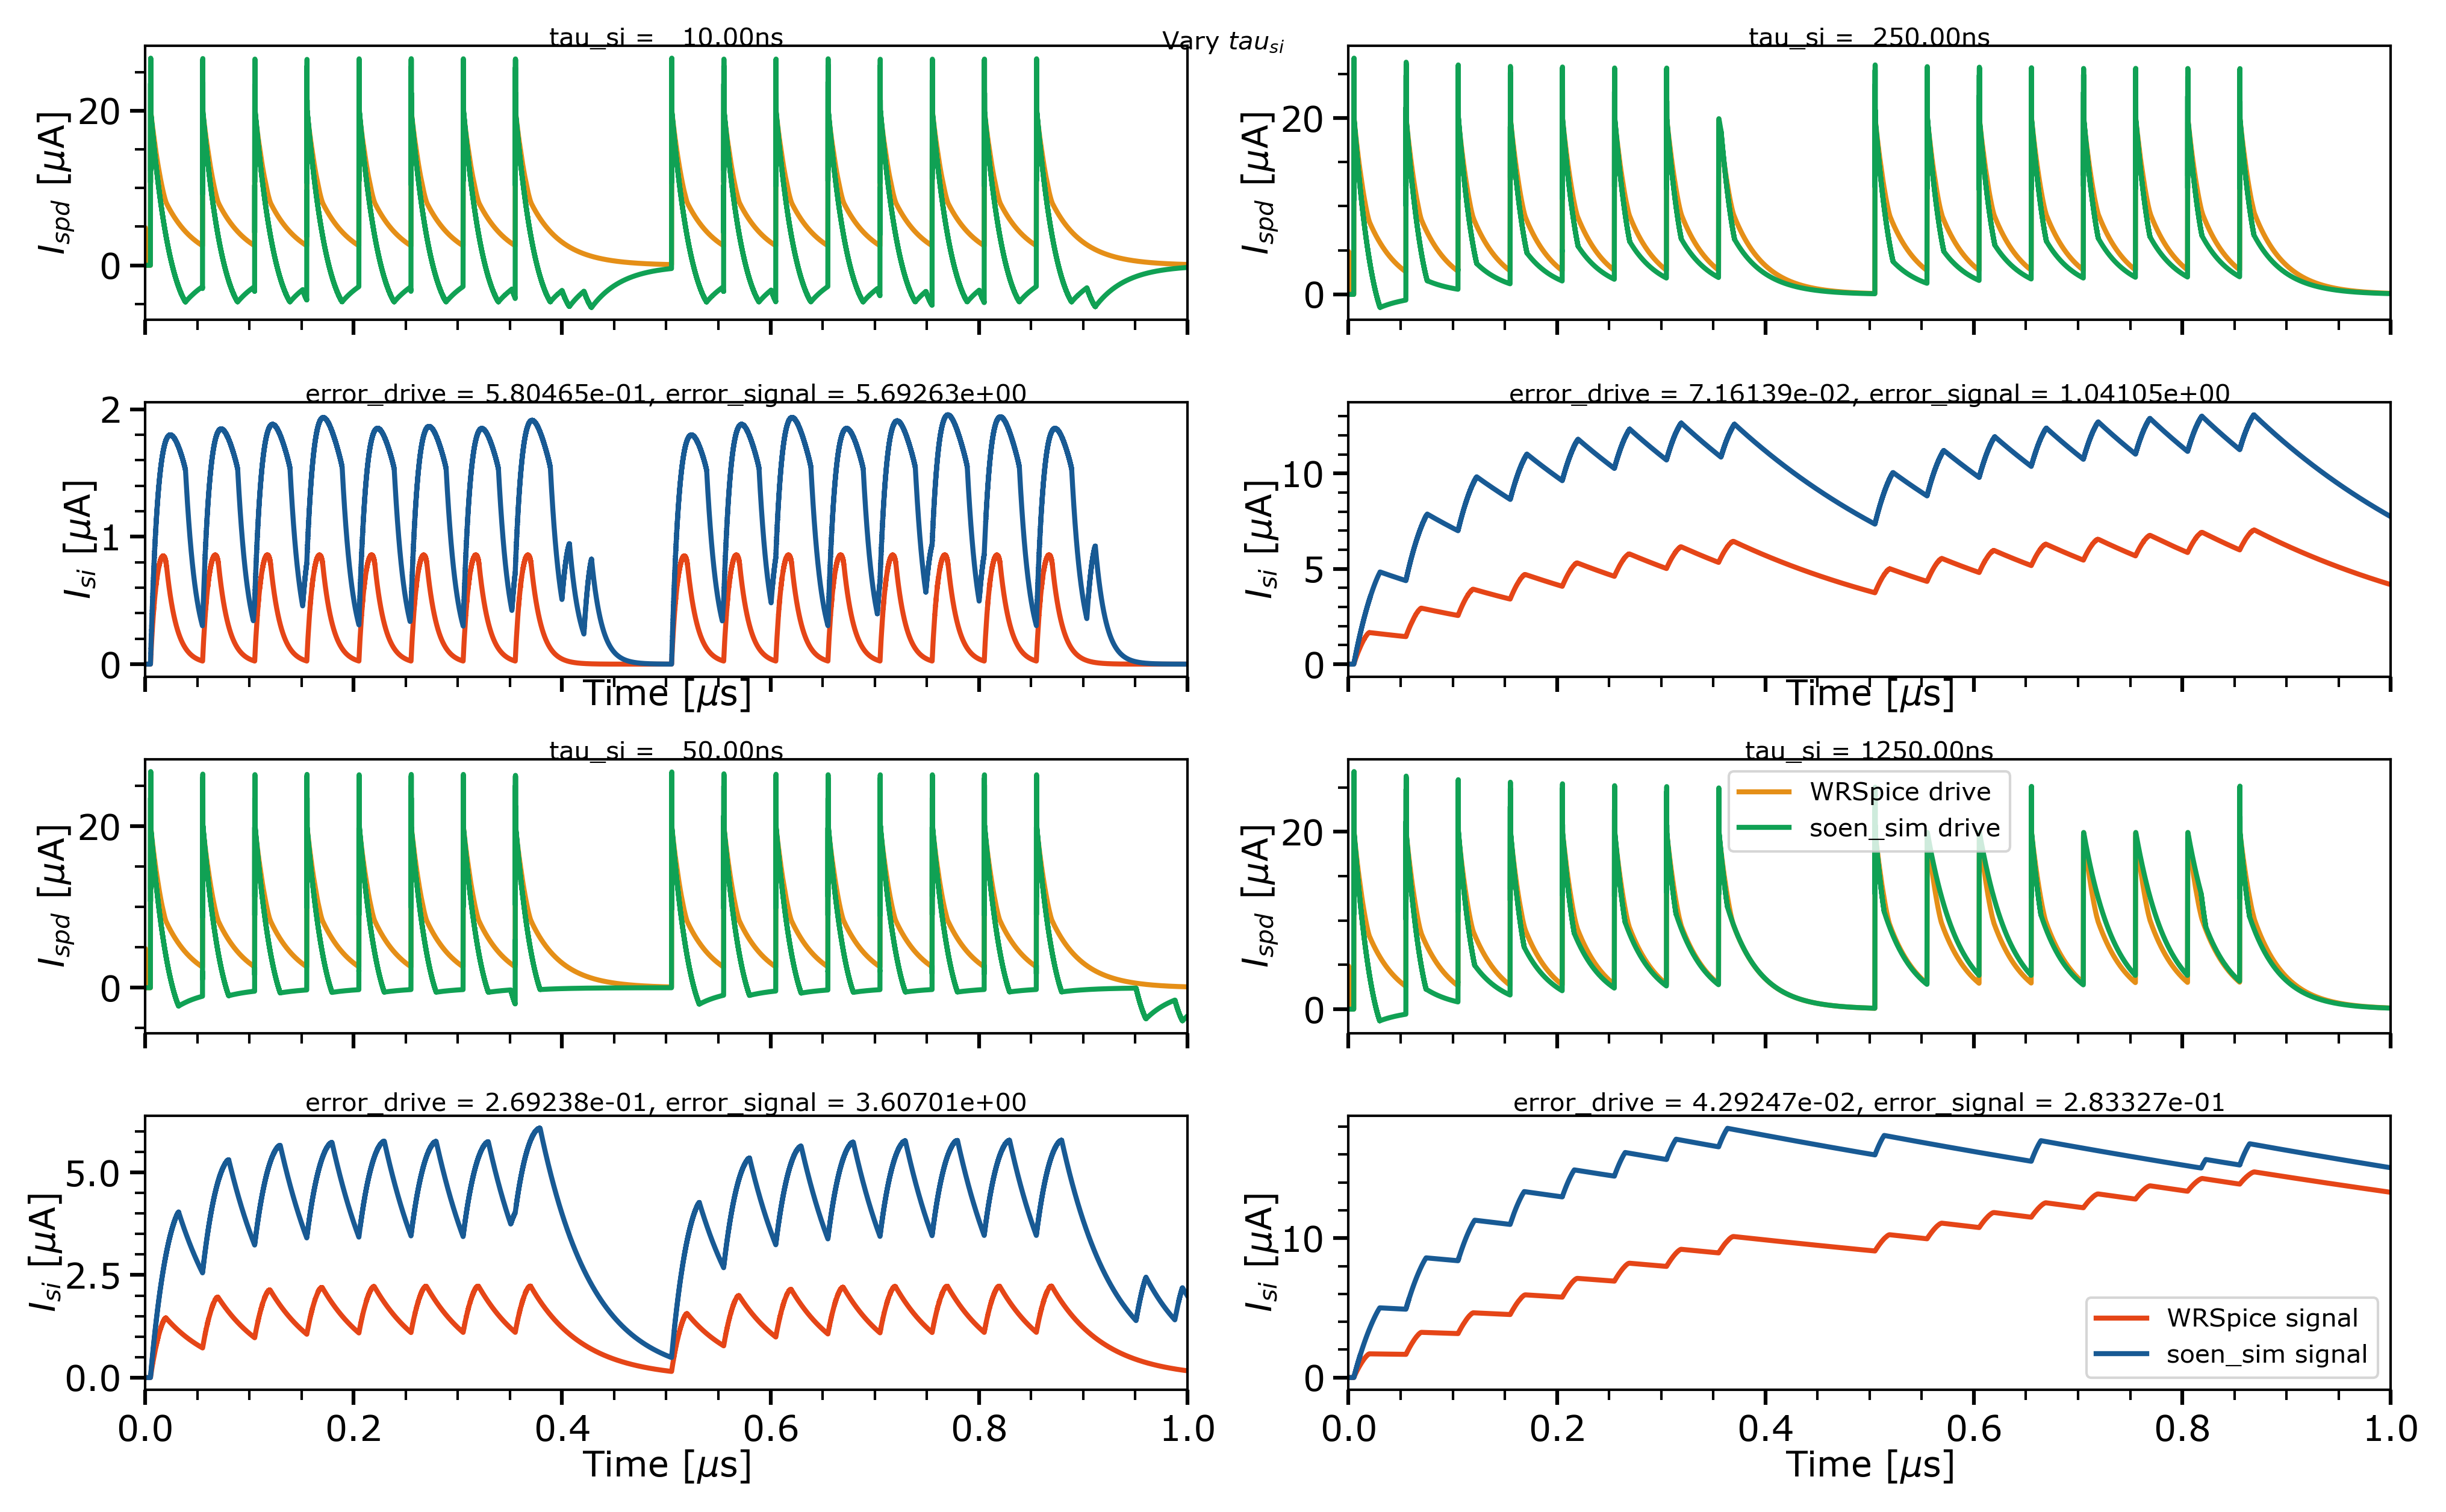 Vary tau_si
tau_si = 10.00ns
I_spd [μA]
20
0
error_drive = 5.80465e-01, error_signal = 5.69263e+00
I_si [μA]
2
1
0
Time [μs]
tau_si = 250.00ns
I_spd [μA]
20
0
error_drive = 7.16139e-02, error_signal = 1.04105e+00
I_si [μA]
10
5
0
Time [μs]
tau_si = 50.00ns
I_spd [μA]
20
0
error_drive = 2.69238e-01, error_signal = 3.60701e+00
I_si [μA]
5.0
2.5
0.0
0.0 0.2 0.4 0.6 0.8 1.0
Time [μs]
tau_si = 1250.00ns
I_spd [μA]
20
0
WRSpice drive
soen_sim drive
error_drive = 4.29247e-02, error_signal = 2.83327e-01
I_si [μA]
10
0
WRSpice signal
soen_sim signal
0.0 0.2 0.4 0.6 0.8 1.0
Time [μs]